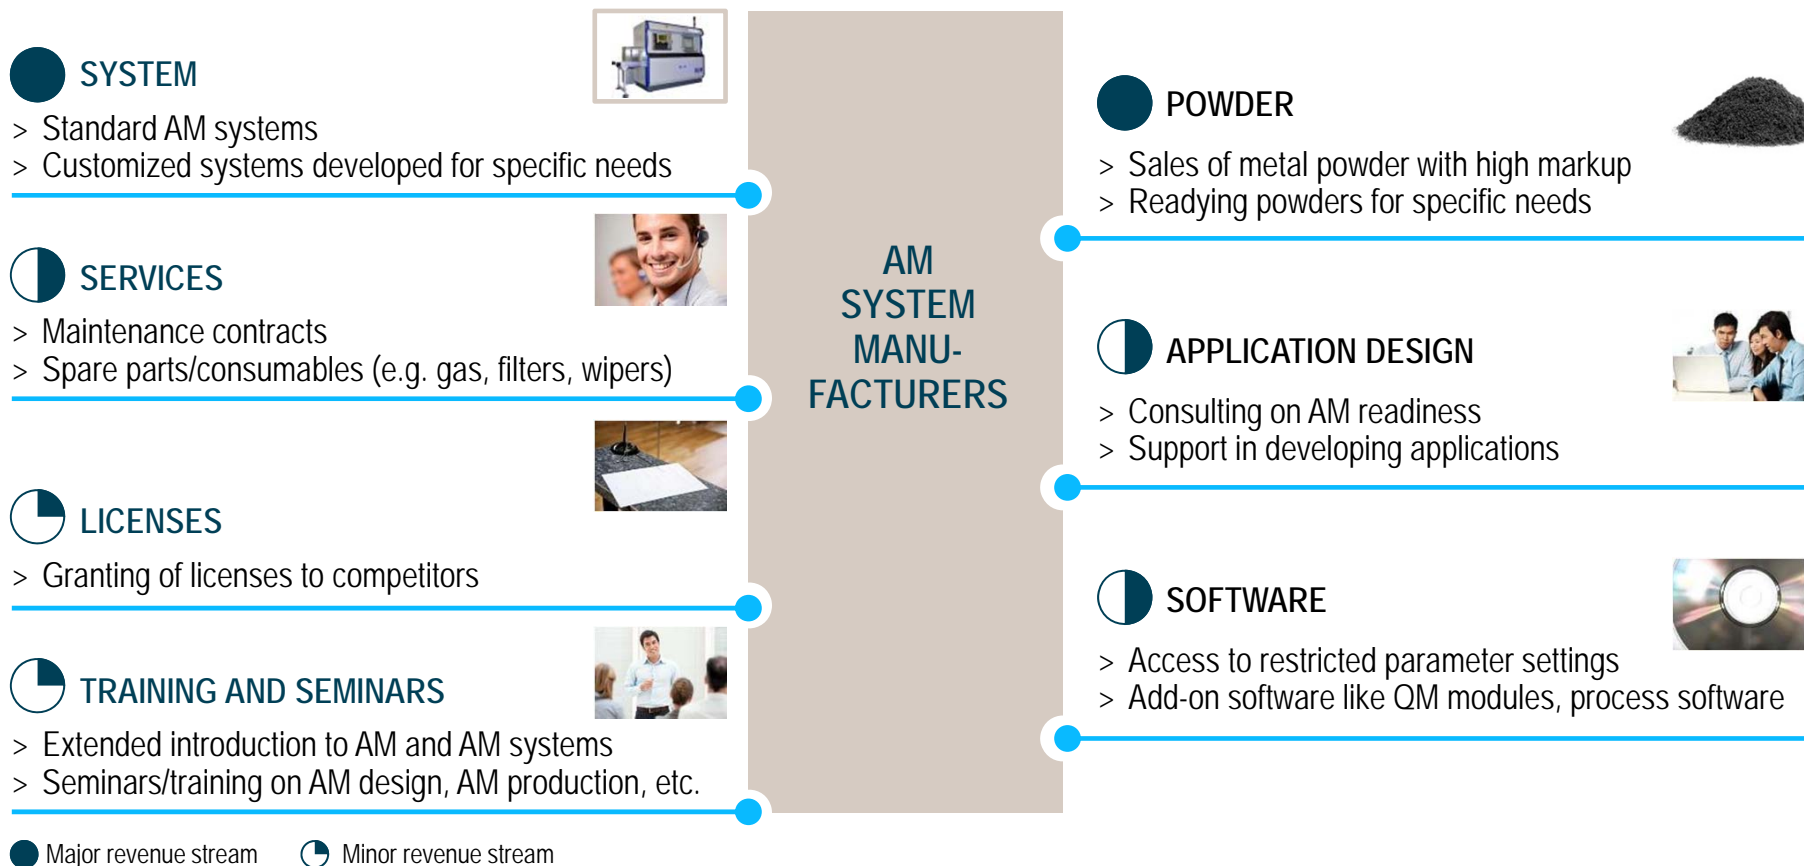 SYSTEM
> Standard AM systems
> Customized systems developed for specific needs
SERVICES
> Maintenance contracts
> Spare parts/consumables (e.g. gas, filters, wipers)
LICENSES
> Granting of licenses to competitors
TRAINING AND SEMINARS
> Extended introduction to AM and AM systems
> Seminars/training on AM design, AM production, etc.
AM
SYSTEM
MANU-
FACTURERS
POWDER
> Sales of metal powder with high markup
> Readying powders for specific needs
APPLICATION DESIGN
> Consulting on AM readiness
> Support in developing applications
SOFTWARE
> Access to restricted parameter settings
> Add-on software like QM modules, process software
Major revenue stream
Minor revenue stream